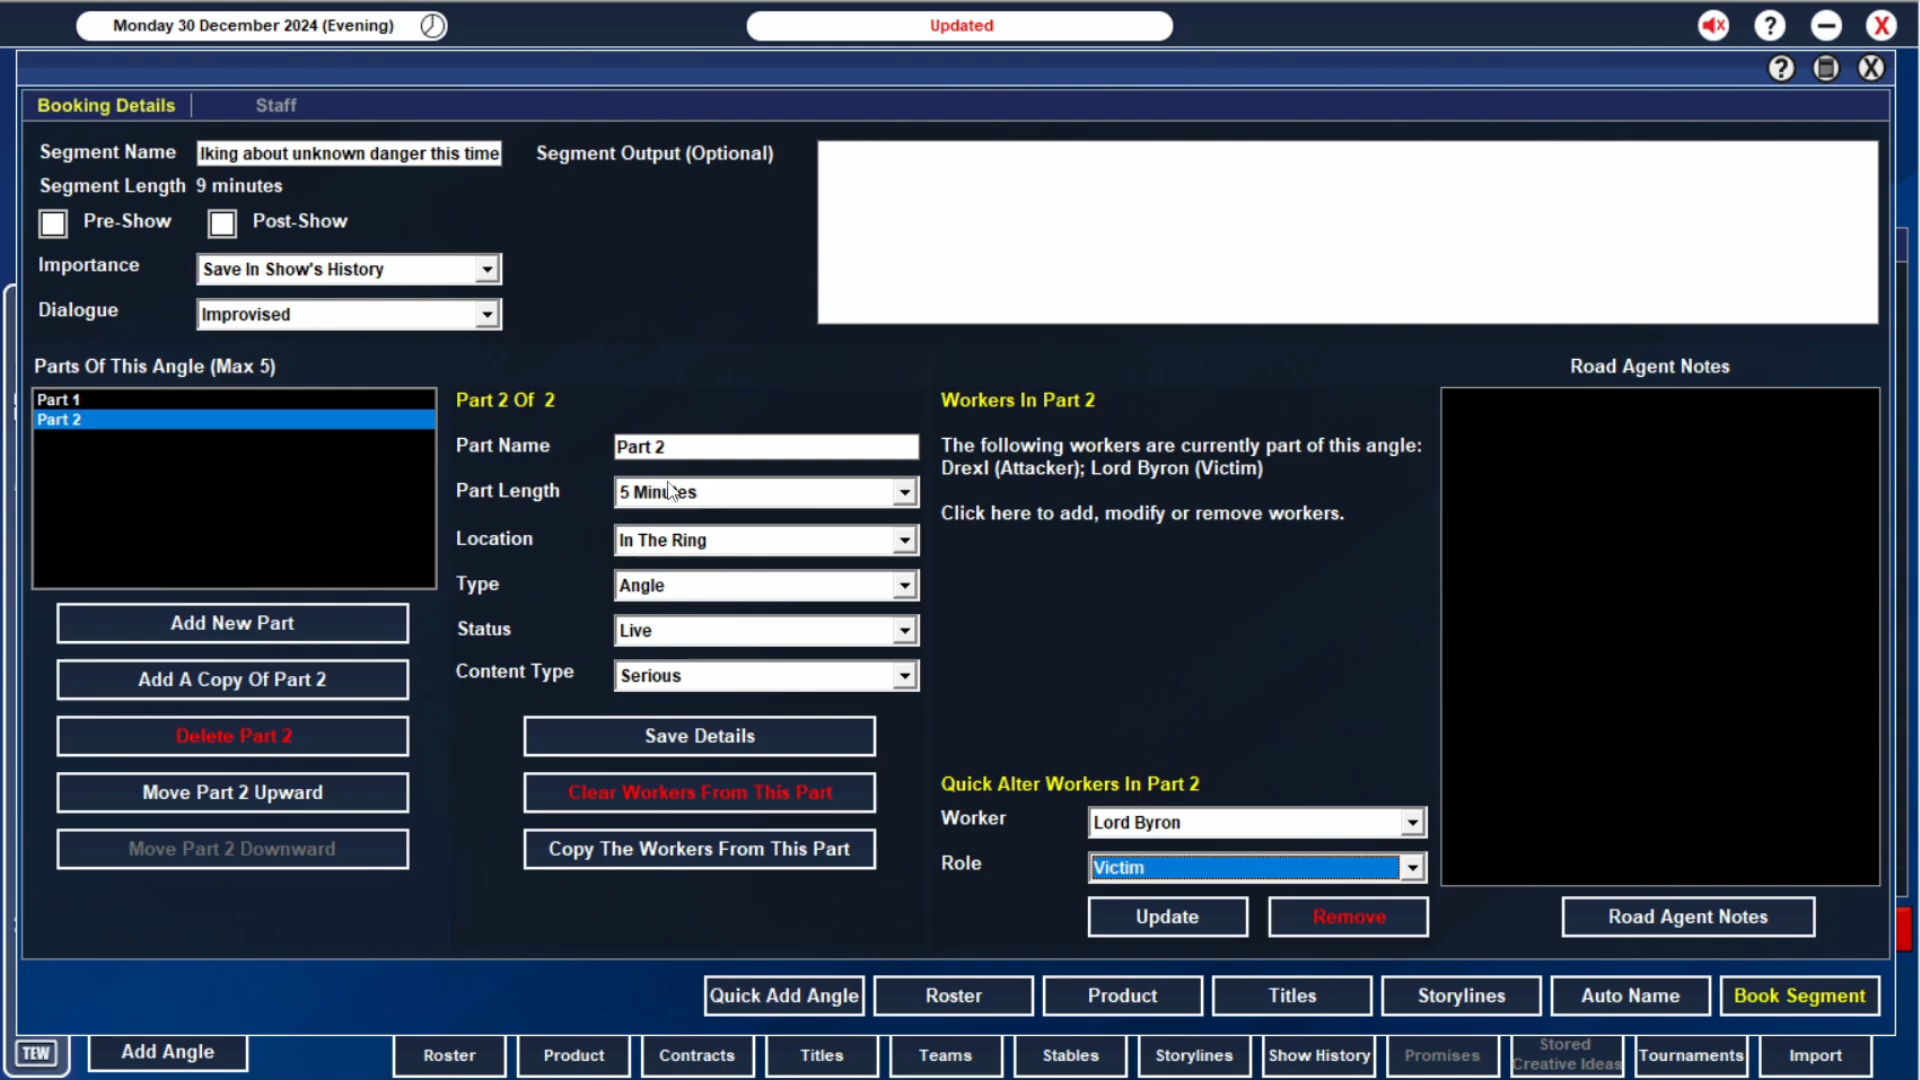 Monday 30 December 2024 (Evening)
Updated
Booking Details
Staff
Segment Name
lking about unknown danger this time
Segment Output (Optional)
Segment Length
9 minutes
Pre-Show
Post-Show
Importance
Save In Show's History
Dialogue
Improvised
Parts Of This Angle (Max 5)
Road Agent Notes
Part 1
Part 2
Part 2 Of 2
Workers In Part 2
Part Name
Part 2
The following workers are currently part of this angle:
Drexl (Attacker); Lord Byron (Victim)
Part Length
5 Minutes
Click here to add, modify or remove workers.
Location
In The Ring
Type
Angle
Status
Live
Content Type
Serious
Add New Part
Add A Copy Of Part 2
Delete Part 2
Move Part 2 Upward
Move Part 2 Downward
Save Details
Clear Workers From This Part
Copy The Workers From This Part
Quick Alter Workers In Part 2
Worker
Lord Byron
Role
Victim
Update
Remove
Road Agent Notes
Quick Add Angle
Roster
Product
Titles
Storylines
Auto Name
Book Segment
TEW
Add Angle
Roster
Product
Contracts
Titles
Teams
Stables
Storylines
Show History
Promises
Stored
Creative Ideas
Tournaments
Import